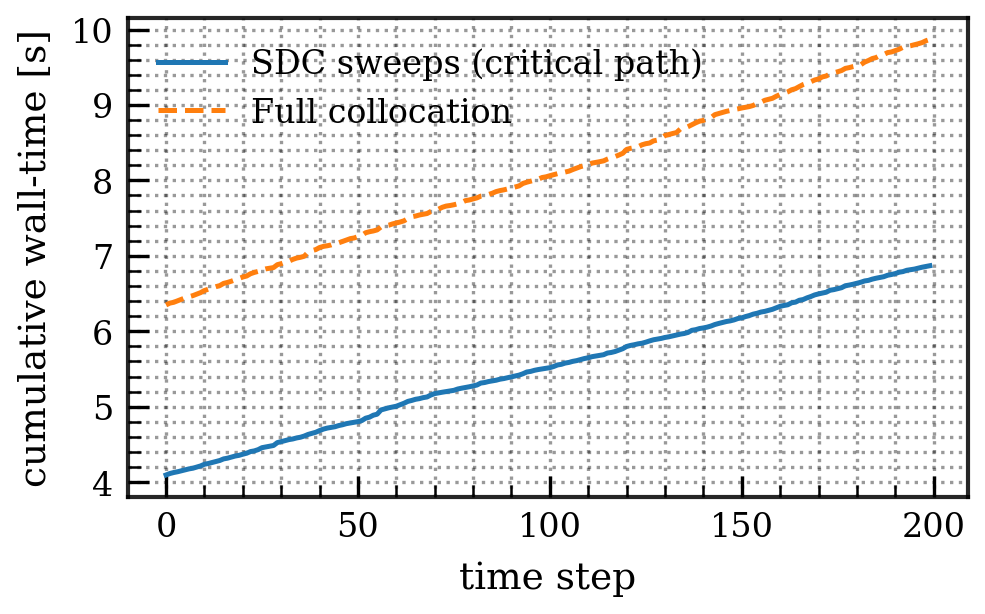 10
9
8
7
6
5
4
cumulative wall-time [s]
SDC sweeps (critical path)
Full collocation
0 50 100 150 200
time step